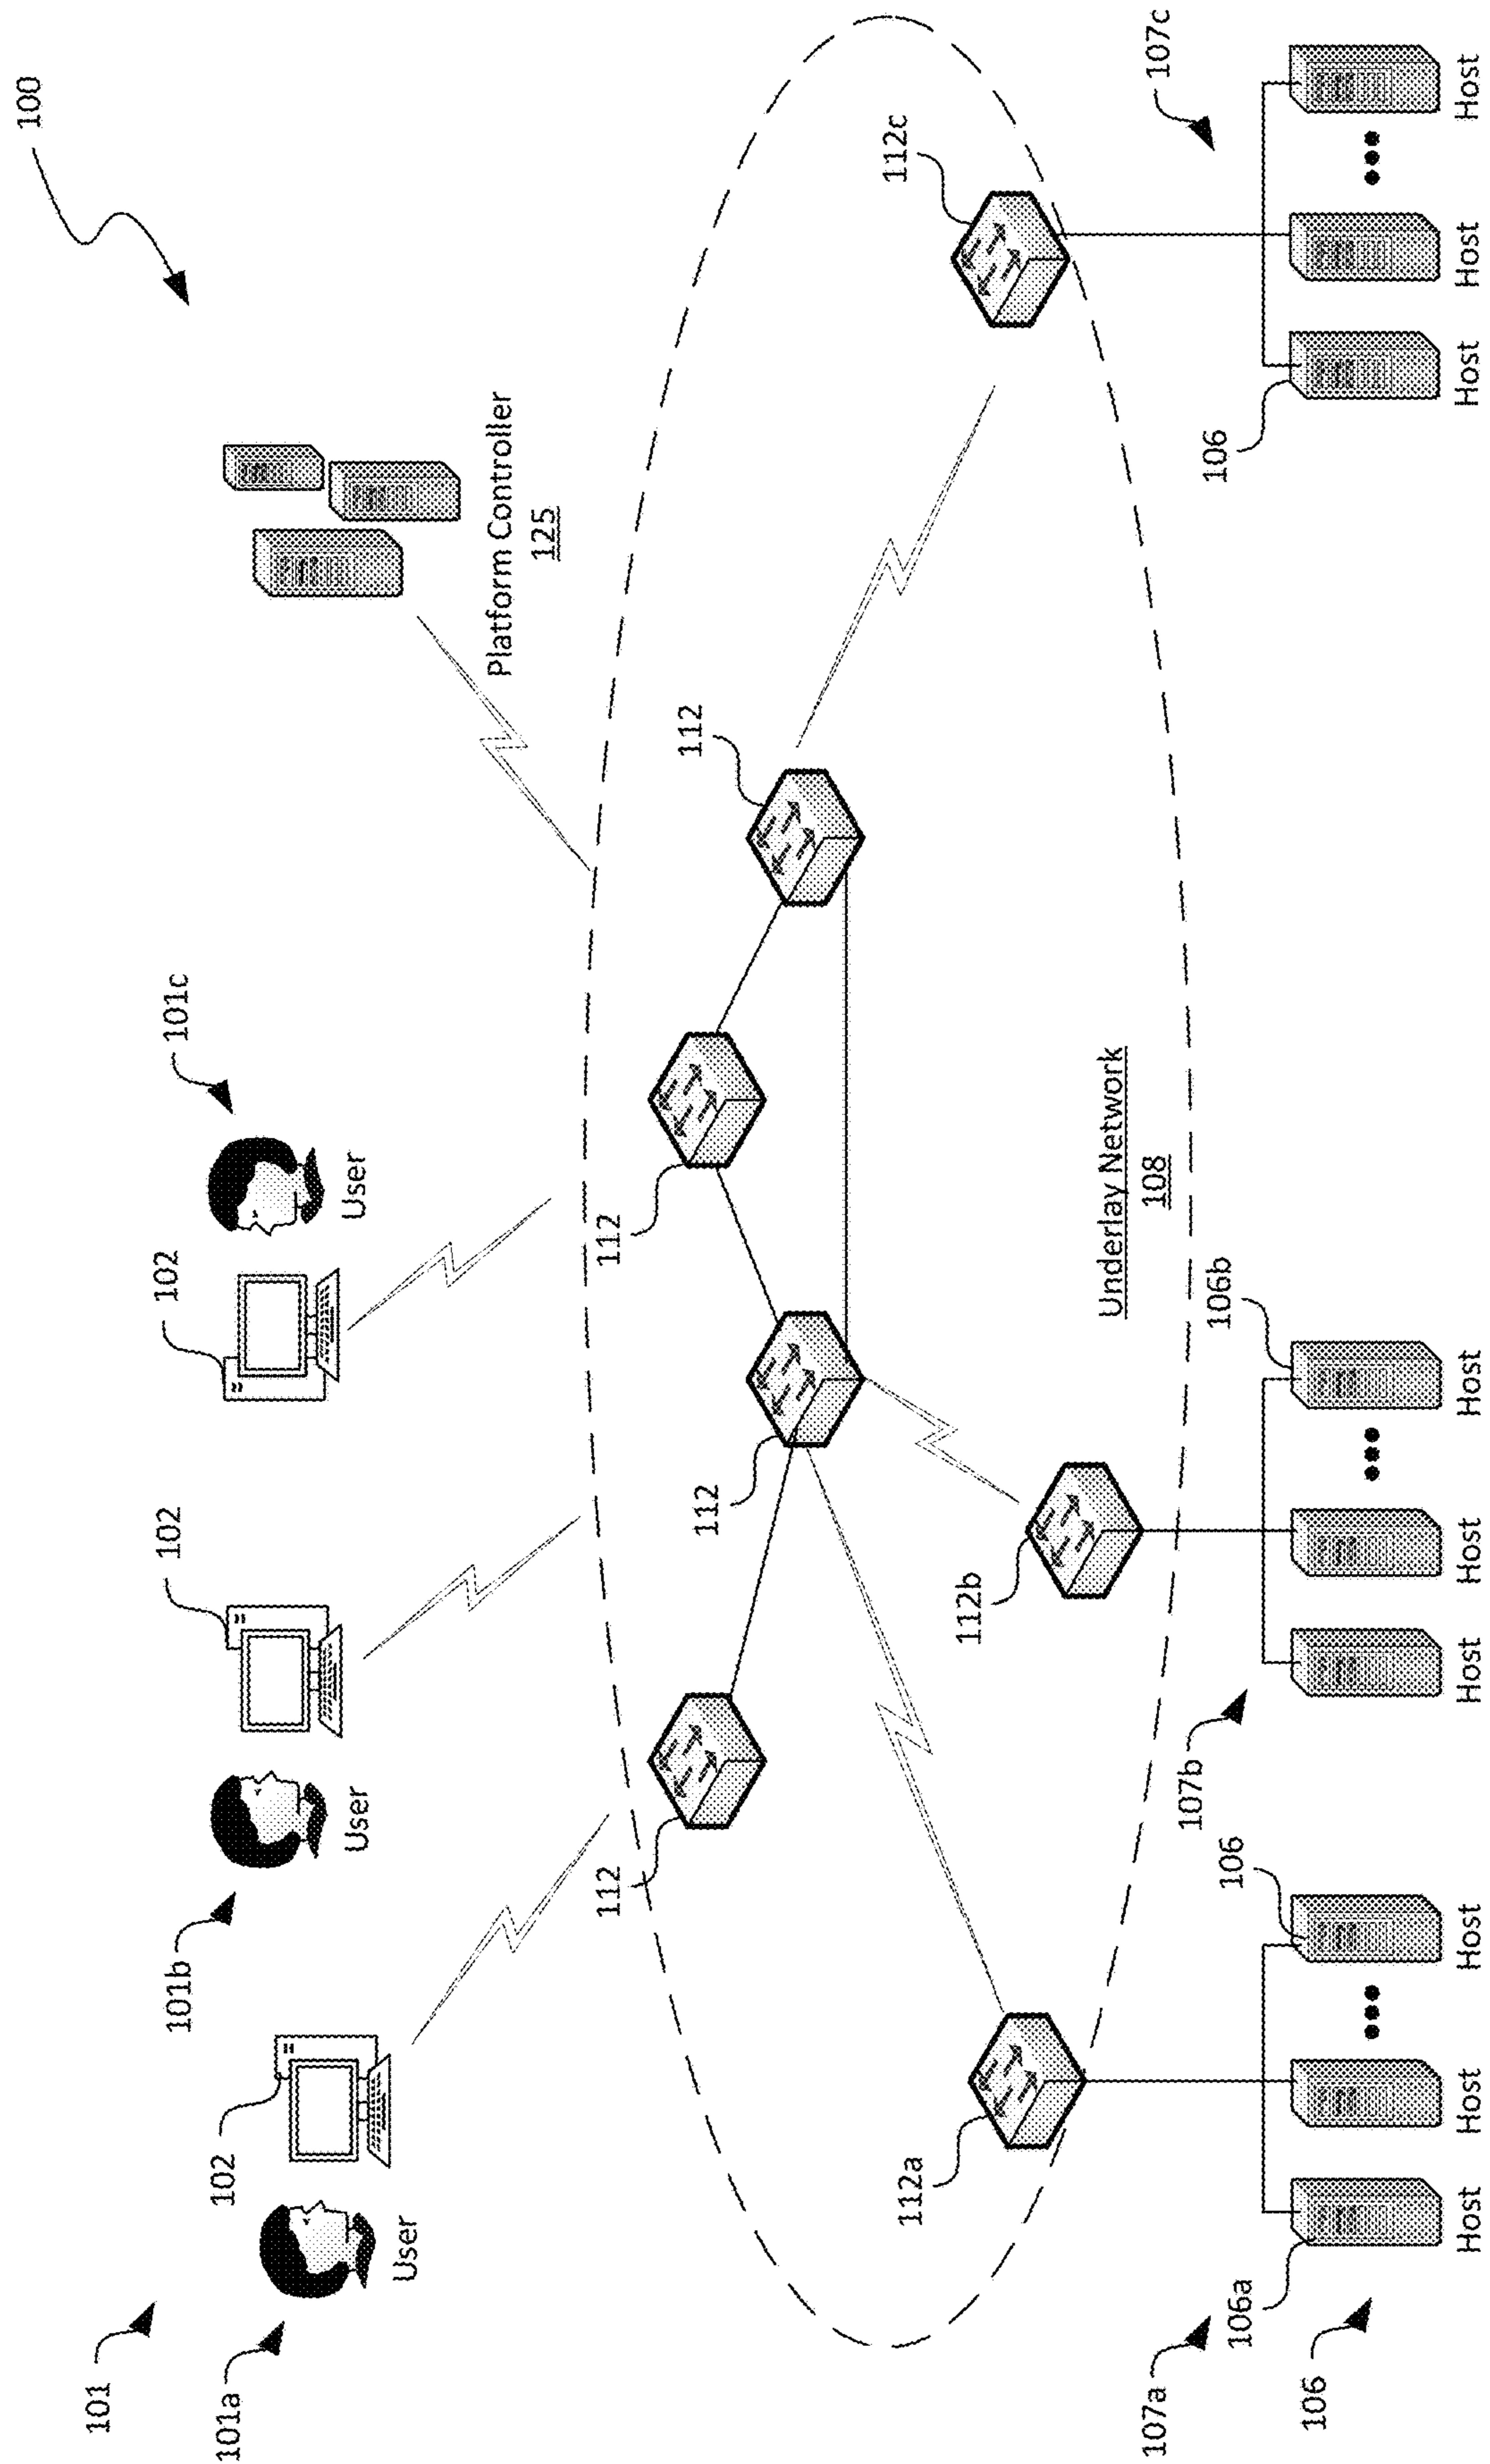 100
101
101a
102
User
101b
102
User
102
101c
User
Platform Controller
125
112
112
112
112
112a
112b
112c
Underlay Network
108
107a
106a
106
106
107b
106b
106
107c
Host
Host
Host
Host
Host
Host
Host
Host
Host